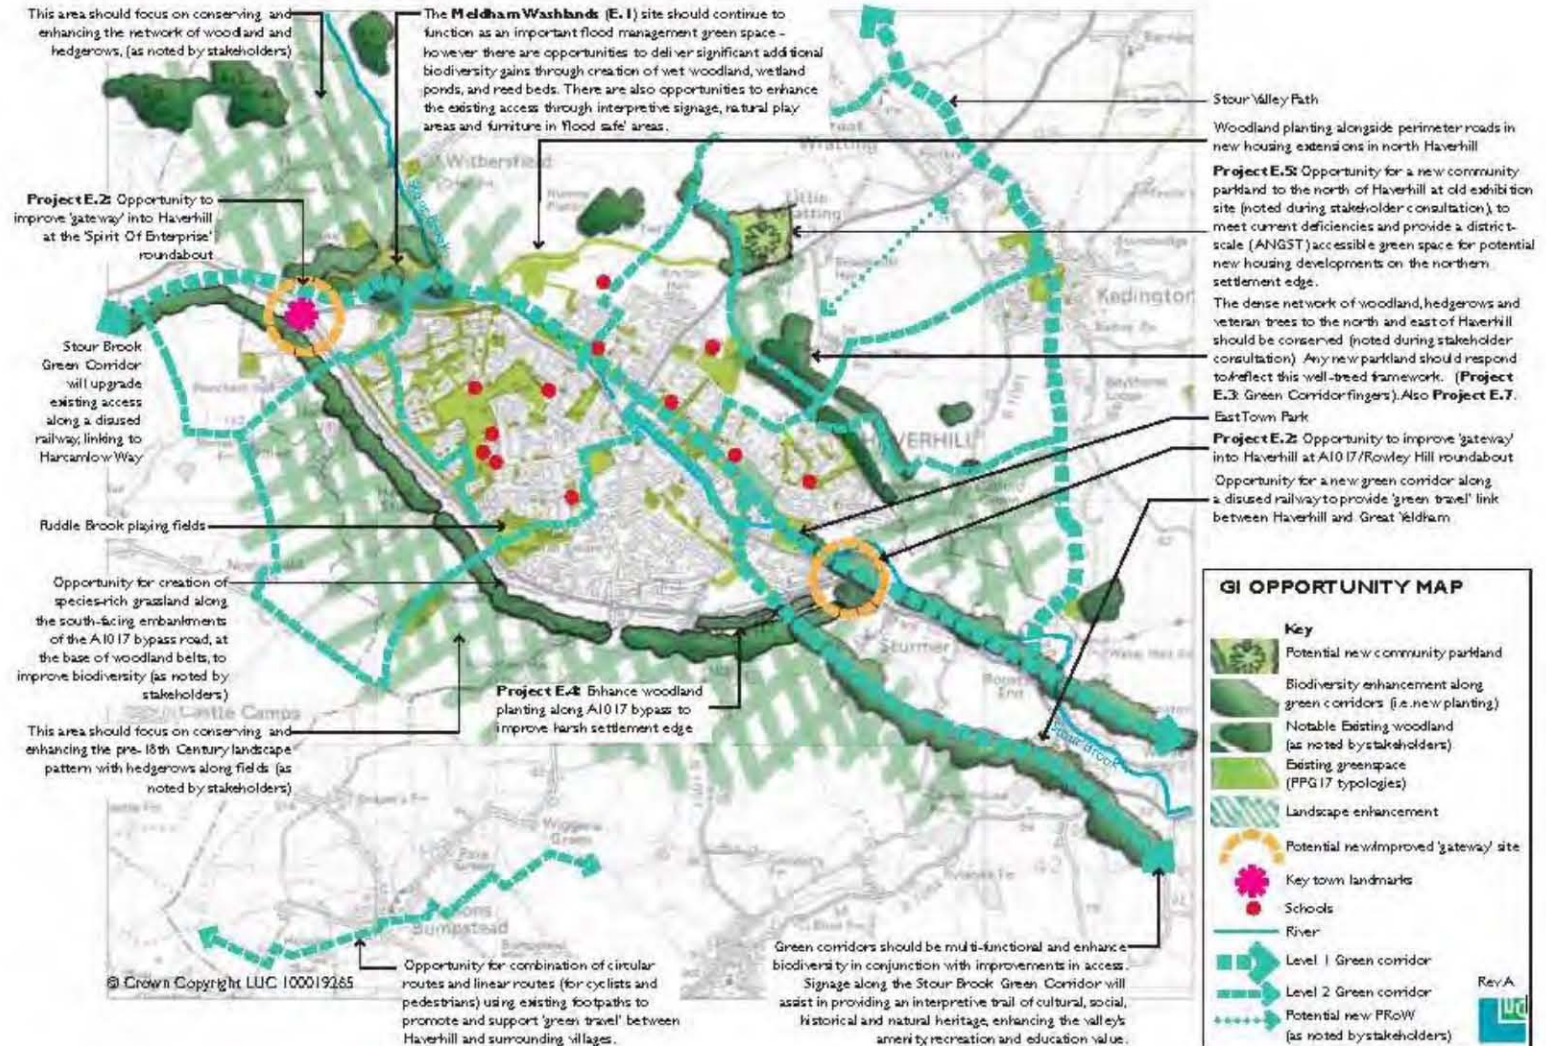 This area should focus on conserving and
enhancing the network of woodland and
hedgerows, (as noted by stakeholders)
The Meldham Washlands (E.1) site should continue to
function as an important flood management green space -
however there are opportunities to deliver significant additional
biodiversity gains through creation of wet woodland, wetland
ponds, and reed beds. There are also opportunities to enhance
the existing access through interpretive signage, natural play
areas and furniture in 'flood safe' areas.
Stour Valley Path
Woodland planting alongside perimeter roads in
new housing extensions in north Haverhill
Project E.5: Opportunity for a new community
parkland to the north of Haverhill at old exhibition
site (noted during stakeholder consultation), to
meet current deficiencies and provide a district-
scale (ANGST) accessible green space for potential
new housing developments on the northern
settlement edge.
The dense network of woodland, hedgerows and
veteran trees to the north and east of Haverhill
should be conserved (noted during stakeholder
consultation). Any new parkland should respond
to/reflect this well-treed framework. (Project
E.3: Green Corridor fingers). Also Project E.7.
East Town Park
Project E.2: Opportunity to improve 'gateway'
into Haverhill at A1017/Rowley Hill roundabout
Opportunity for a new green corridor along
a disused railway to provide 'green travel' link
between Haverhill and Great Yeldham
Project E.2: Opportunity to
improve 'gateway' into Haverhill
at the 'Spirit Of Enterprise'
roundabout
Stour Brook
Green Corridor
will upgrade
existing access
along a disused
railway, linking to
Harcamlow Way
Puddle Brook playing fields
Opportunity for creation of
species-rich grassland along
the south-facing embankments
of the A1017 bypass road, at
the base of woodland belts, to
improve biodiversity (as noted by
stakeholders)
This area should focus on conserving and
enhancing the pre-18th Century landscape
pattern with hedgerows along fields (as
noted by stakeholders)
Project E.4: Enhance woodland
planting along A1017 bypass to
improve harsh settlement edge
Withersfield
Wratting
Little
Kedington
HAVERHILL
Sturmer
Castle Camps
Wiggens
Green
Bumpstead
Stour Brook
Opportunity for combination of circular
routes and linear routes (for cyclists and
pedestrians) using existing footpaths to
promote and support 'green travel' between
Haverhill and surrounding villages.
Green corridors should be multi-functional and enhance
biodiversity in conjunction with improvements in access.
Signage along the Stour Brook Green Corridor will
assist in providing an interpretive trail of cultural, social,
historical and natural heritage, enhancing the valley's
amenity, recreation and education value.
© Crown Copyright LUC 100019265
GI OPPORTUNITY MAP
Key
Potential new community parkland
Biodiversity enhancement along
green corridors (i.e. new planting)
Notable Existing woodland
(as noted by stakeholders)
Existing greenspace
(PPG17 typologies)
Landscape enhancement
Potential new/improved 'gateway' site
Key town landmarks
Schools
River
Level 1 Green corridor
Level 2 Green corridor
Potential new PRoW
(as noted by stakeholders)
Rev A